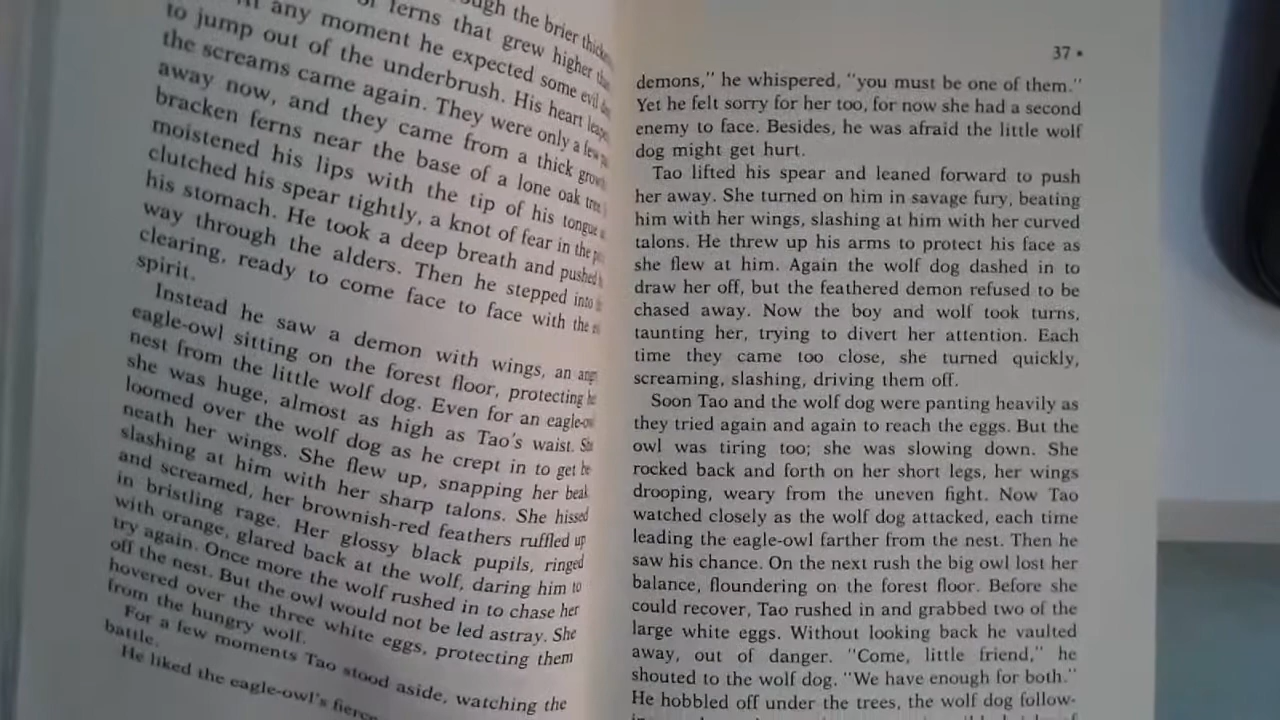 ough the brier
of ferns that grew higher
any moment he expected some evil
to jump out of the underbrush. His heart
the screams came again. They were only a few
away now, and they came from a thick
bracken ferns near the base of a lone oak tree.
moistened his lips with the tip of his tongue
clutched his spear tightly, a knot of fear in the
his stomach. He took a deep breath and pushed
way through the alders. Then he stepped into
clearing, ready to come face to face with the
spirit.
Instead he saw a demon with wings, an
eagle-owl sitting on the forest floor, protecting
nest from the little wolf dog. Even for an
she was huge, almost as high as Tao's waist. She
loomed over the wolf dog as he crept in to get be
neath her wings. She flew up, snapping her beak
slashing at him with her sharp talons. She hissed
and screamed, her brownish-red feathers ruffled up
in bristling rage. Her glossy black pupils, ringed
with orange, glared back at the wolf, daring him to
try again. Once more the wolf rushed in to chase her
off the nest. But the owl would not be led astray. She
hovered over the three white eggs, protecting them
from the hungry wolf.
For a few moments Tao stood aside, watching the
battle.
He liked the eagle-owl's fierce
37 •
demons," he whispered, "you must be one of them."
Yet he felt sorry for her too, for now she had a second
enemy to face. Besides, he was afraid the little wolf
dog might get hurt.
Tao lifted his spear and leaned forward to push
her away. She turned on him in savage fury, beating
him with her wings, slashing at him with her curved
talons. He threw up his arms to protect his face as
she flew at him. Again the wolf dog dashed in to
draw her off, but the feathered demon refused to be
chased away. Now the boy and wolf took turns,
taunting her, trying to divert her attention. Each
time they came too close, she turned quickly,
screaming, slashing, driving them off.
Soon Tao and the wolf dog were panting heavily as
they tried again and again to reach the eggs. But the
owl was tiring too; she was slowing down. She
rocked back and forth on her short legs, her wings
drooping, weary from the uneven fight. Now Tao
watched closely as the wolf dog attacked, each time
leading the eagle-owl farther from the nest. Then he
saw his chance. On the next rush the big owl lost her
balance, floundering on the forest floor. Before she
could recover, Tao rushed in and grabbed two of the
large white eggs. Without looking back he vaulted
away, out of danger. "Come, little friend," he
shouted to the wolf dog. "We have enough for both."
He hobbled off under the trees, the wolf dog follow-